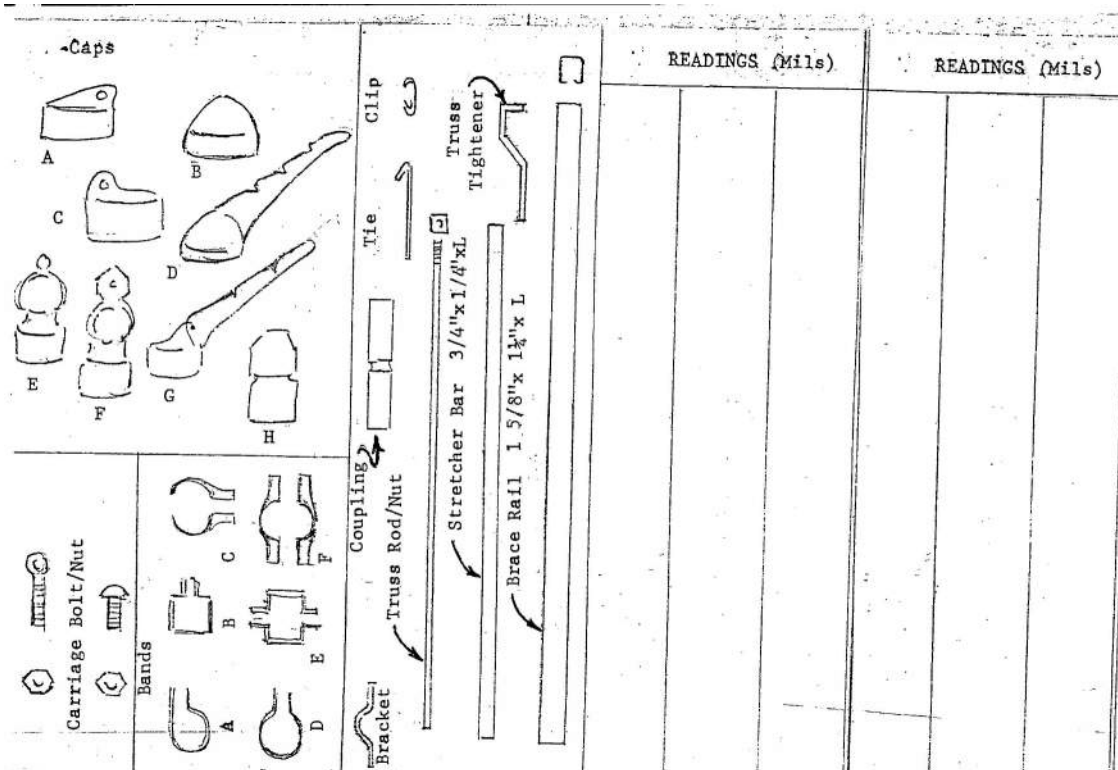 Caps
A
B
C
D
E
F
G
H
Carriage Bolt/Nut
Bands
A
B
C
D
E
F
Clip
Tie
Coupling
Bracket
Truss Rod/Nut
Truss
Tightener
Stretcher Bar 3/4"x1/4"xL
Brace Rail 1 5/8"x 1¼"x L
READINGS (Mils)
READINGS (Mils)